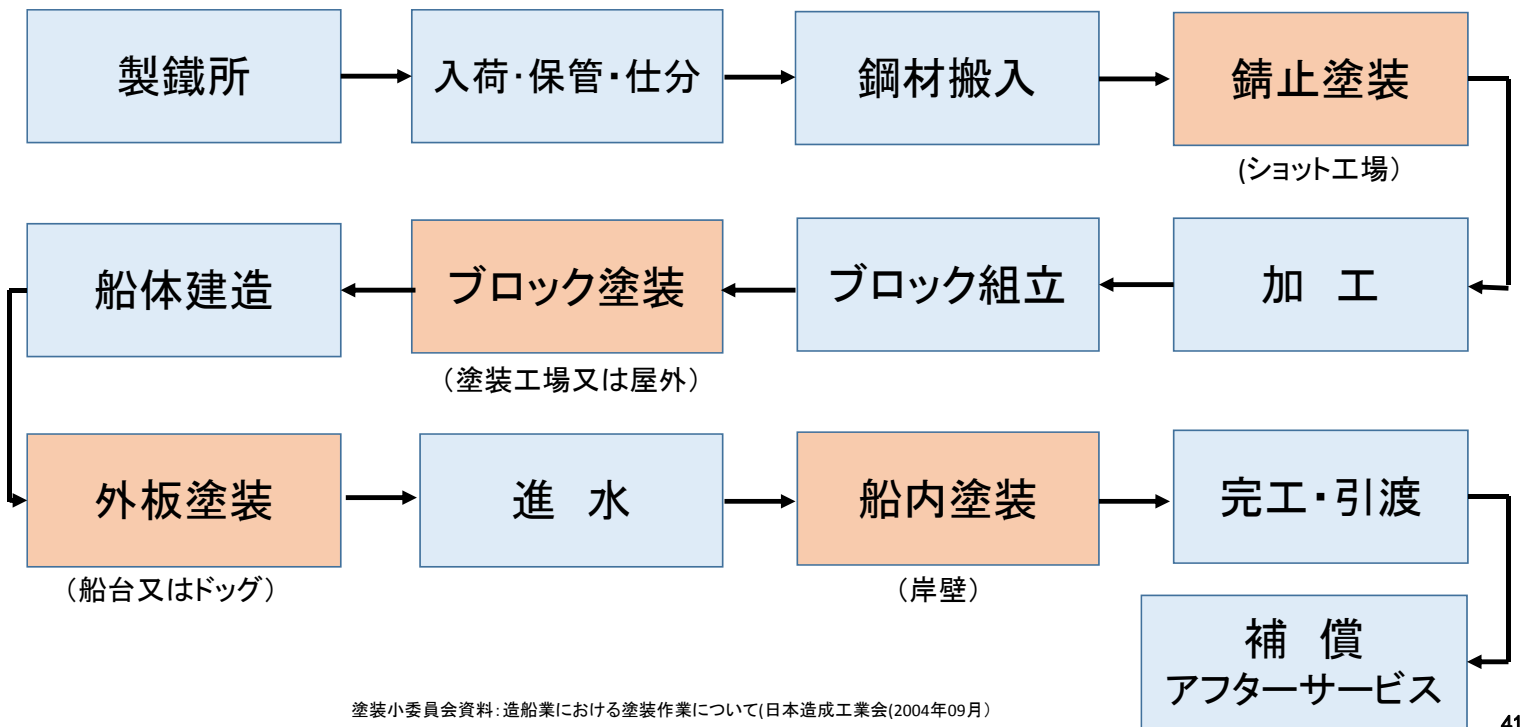 製鐵所
入荷・保管・仕分
鋼材搬入
錆止塗装
(ショット工場）
加　工
ブロック組立
ブロック塗装
（塗装工場又は屋外）
船体建造
外板塗装
（船台又はドッグ）
進　水
船内塗装
（岸壁）
完工・引渡
補　償
アフターサービス
塗装小委員会資料：造船業における塗装作業について(日本造成工業会(2004年09月）
41